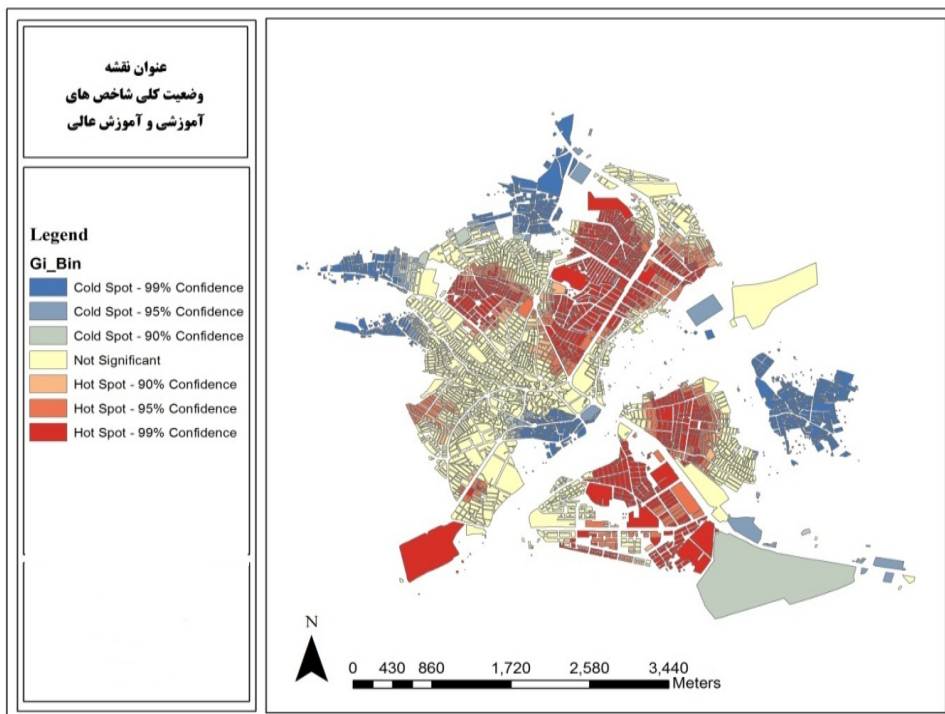 عنوان نقشه
وضعیت کلی شاخص های
آموزشی و آموزش عالی
Legend
Gi_Bin
Cold Spot - 99% Confidence
Cold Spot - 95% Confidence
Cold Spot - 90% Confidence
Not Significant
Hot Spot - 90% Confidence
Hot Spot - 95% Confidence
Hot Spot - 99% Confidence
N
0 430 860 1,720 2,580 3,440
Meters